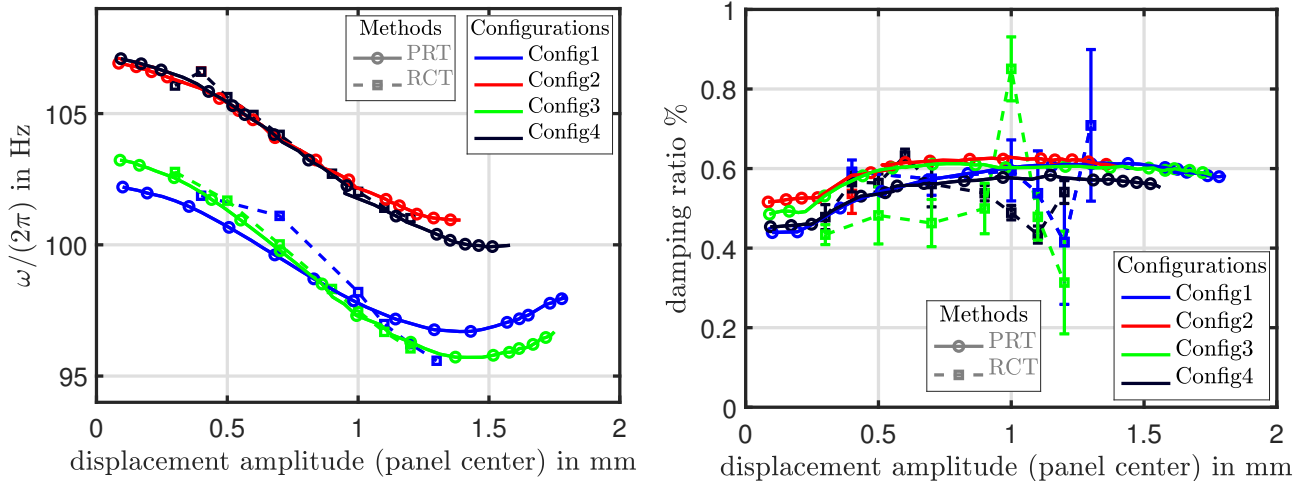 Methods
PRT
RCT
Configurations
Config1
Config2
Config3
Config4
105
100
95
0
0.5
1
1.5
2
ω/(2π) in Hz
displacement amplitude (panel center) in mm
1
0.8
0.6
0.4
0.2
0
0
0.5
1
1.5
2
damping ratio %
displacement amplitude (panel center) in mm
Methods
PRT
RCT
Configurations
Config1
Config2
Config3
Config4